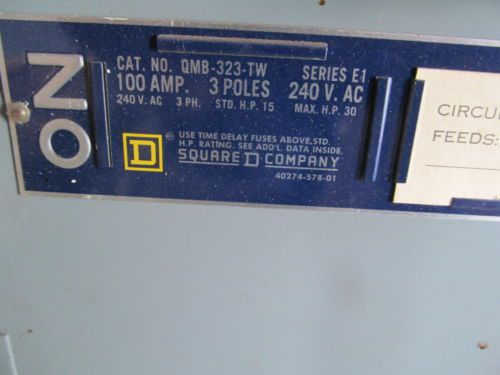 ON
CAT. NO. QMB-323-TW SERIES E1
100 AMP. 3 POLES 240 V. AC
240 V. AC 3 PH. STD. H.P. 15 MAX. H.P. 30
D
® USE TIME DELAY FUSES ABOVE STD.
H.P. RATING. SEE ADD'L. DATA INSIDE.
SQUARE D COMPANY
40274-578-01
FEEDS: